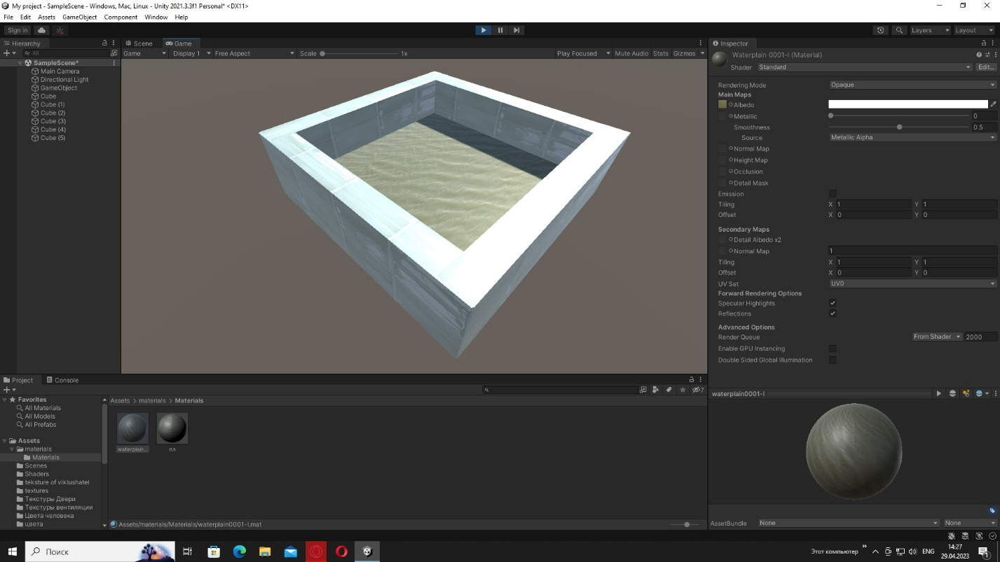 My project - SampleScene - Windows, Mac, Linux - Unity 2021.3.3f1 Personal* <DX11>
File Edit Assets GameObject Component Window Help
Sign in
Layers
Layout
Hierarchy
All
SampleScene*
Main Camera
Directional Light
GameObject
Cube
Cube (1)
Cube (2)
Cube (3)
Cube (4)
Cube (5)
Scene Game
Game Display 1 Free Aspect Scale 1x Play Focused Mute Audio Stats Gizmos
Inspector
Waterplain 0001-l (Material)
Shader Standard Edit...
Rendering Mode Opaque
Main Maps
Albedo
Metallic 0
Smoothness 0.5
Source Metallic Alpha
Normal Map
Height Map
Occlusion
Detail Mask
Emission
Tiling X 1 Y 1
Offset X 0 Y 0
Secondary Maps
Detail Albedo x2
Normal Map 1
Tiling X 1 Y 1
Offset X 0 Y 0
UV Set UV0
Forward Rendering Options
Specular Highlights
Reflections
Advanced Options
Render Queue From Shader 2000
Enable GPU Instancing
Double Sided Global Illumination
waterplain0001-l
AssetBundle None None
Project Console
7
Favorites
All Materials
All Models
All Prefabs
Assets
materials
Materials
Scenes
Shaders
teksture of viklushatel
textures
Текстуры Двери
Текстуры вентиляции
Цвета человека
цвета
Assets > materials > Materials
waterplain...
пл
Assets/materials/Materials/waterplain0001-l.mat
Поиск
Этот компьютер
ENG
14:27
29.04.2023
1